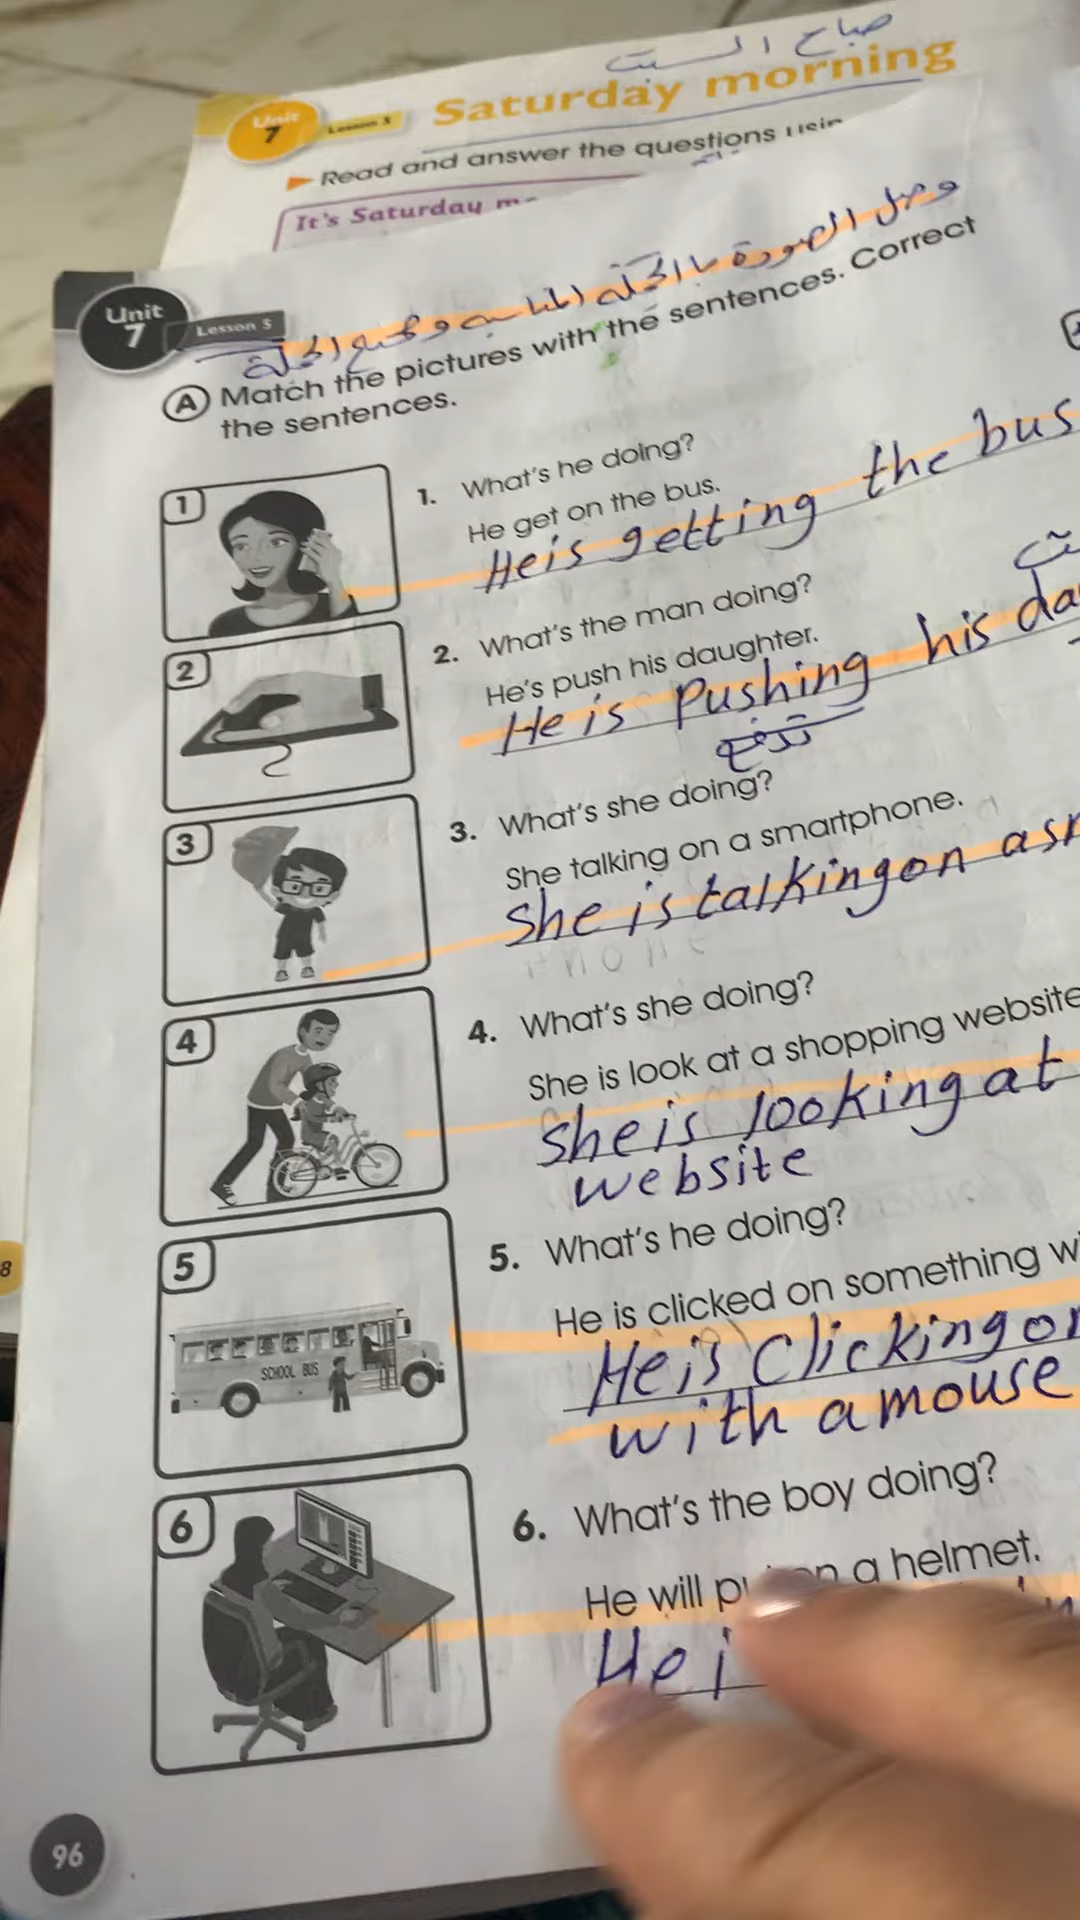 صباح السبت
Unit 7 Lesson 5 Saturday morning
Read and answer the questions
It's Saturday
وصل الصورة بالجملة المناسبة وصحح الجملة
Unit 7 Lesson 5
A Match the pictures with the sentences. Correct
the sentences.
1
1. What's he doing?
He get on the bus.
He is getting the bus
2
2. What's the man doing?
He's push his daughter.
He is pushing his
تدفع
3
3. What's she doing?
She talking on a smartphone.
She is talking on a
4
4. What's she doing?
She is look at a shopping website
She is looking at
website
5
SCHOOL BUS
5. What's he doing?
He is clicked on something
He is clicking on
with a mouse
6
6. What's the boy doing?
He will a helmet.
He
96
8